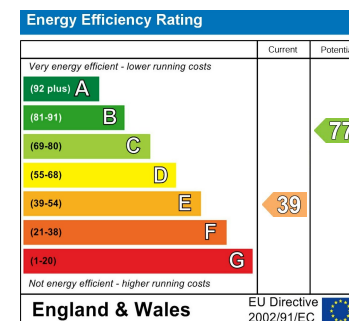 Energy Efficiency Rating
Current Potentia
Very energy efficient - lower running costs
(92 plus) A
(81-91) B
(69-80) C
77
(55-68) D
(39-54) E
39
(21-38) F
(1-20) G
Not energy efficient - higher running costs
England & Wales
EU Directive
2002/91/EC